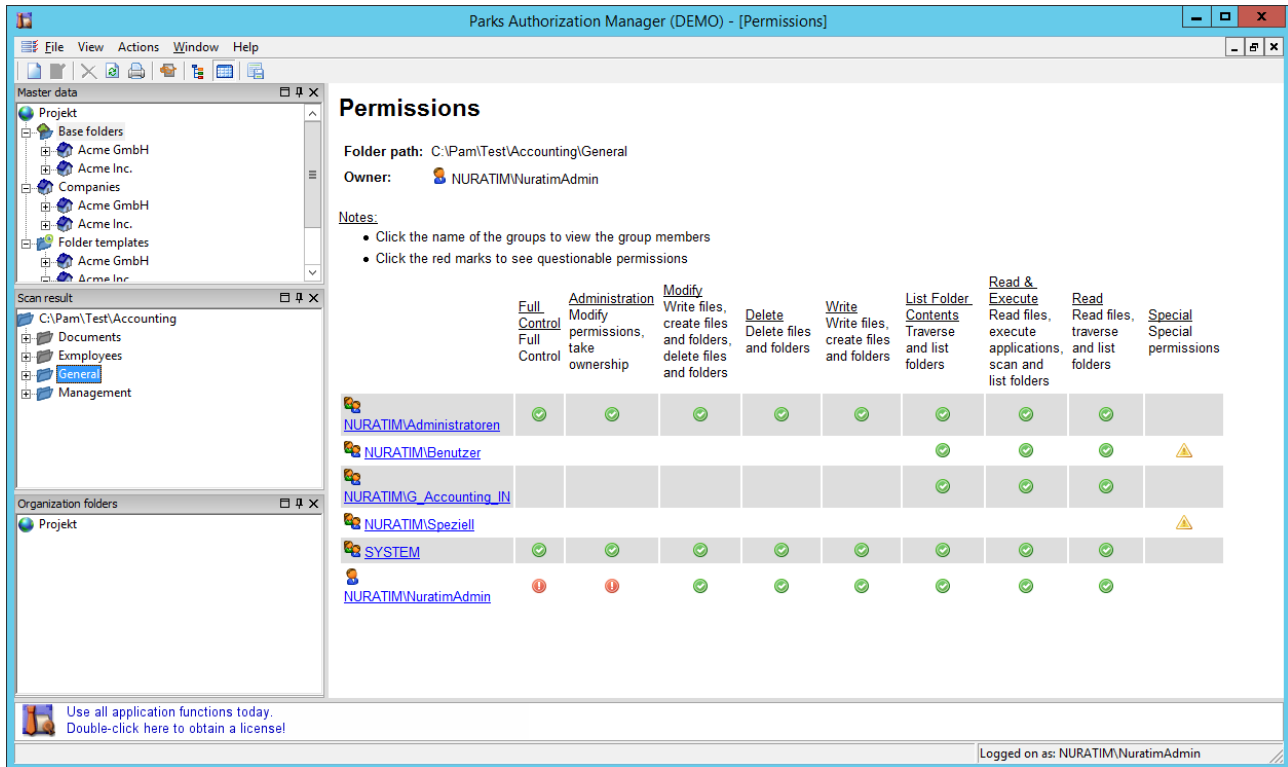 Parks Authorization Manager (DEMO) - [Permissions]
File View Actions Window Help
Master data
Projekt
Base folders
Acme GmbH
Acme Inc.
Companies
Acme GmbH
Acme Inc.
Folder templates
Acme GmbH
Acme Inc.
Scan result
C:\Pam\Test\Accounting
Documents
Exmployees
General
Management
Organization folders
Projekt
Permissions
Folder path: C:\Pam\Test\Accounting\General
Owner: NURATIM\NuratimAdmin
Notes:
• Click the name of the groups to view the group members
• Click the red marks to see questionable permissions
Full
Control
Full
Control
Administration
Modify
permissions,
take
ownership
Modify
Write files,
create files
and folders,
delete files
and folders
Delete
Delete files
and folders
Write
Write files,
create files
and folders
List Folder
Contents
Traverse
and list
folders
Read &
Execute
Read files,
execute
applications,
scan and
list folders
Read
Read files,
traverse
and list
folders
Special
Special
permissions
NURATIM\Administratoren
NURATIM\Benutzer
NURATIM\G_Accounting_IN
NURATIM\Speziell
SYSTEM
NURATIM\NuratimAdmin
Use all application functions today.
Double-click here to obtain a license!
Logged on as: NURATIM\NuratimAdmin